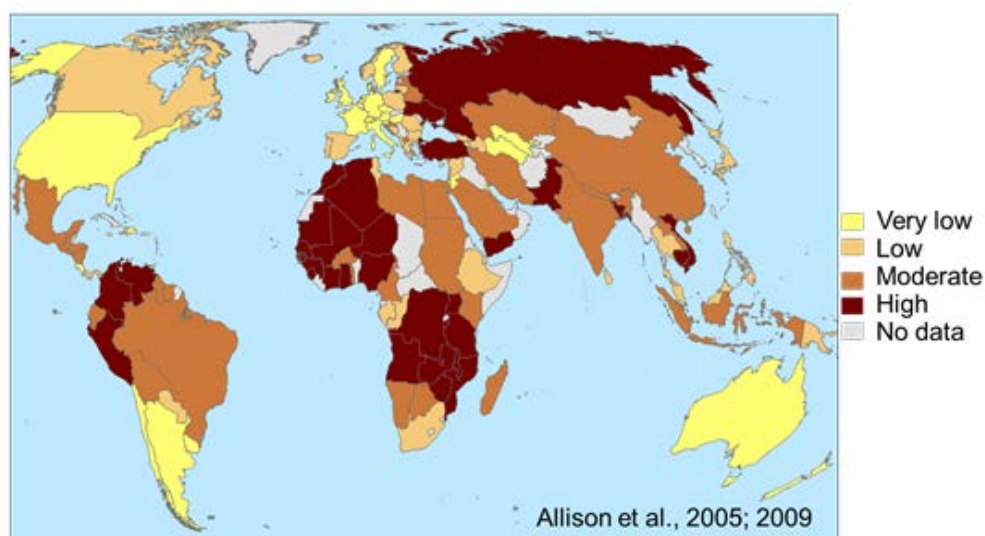 Very low
Low
Moderate
High
No data
Allison et al., 2005; 2009